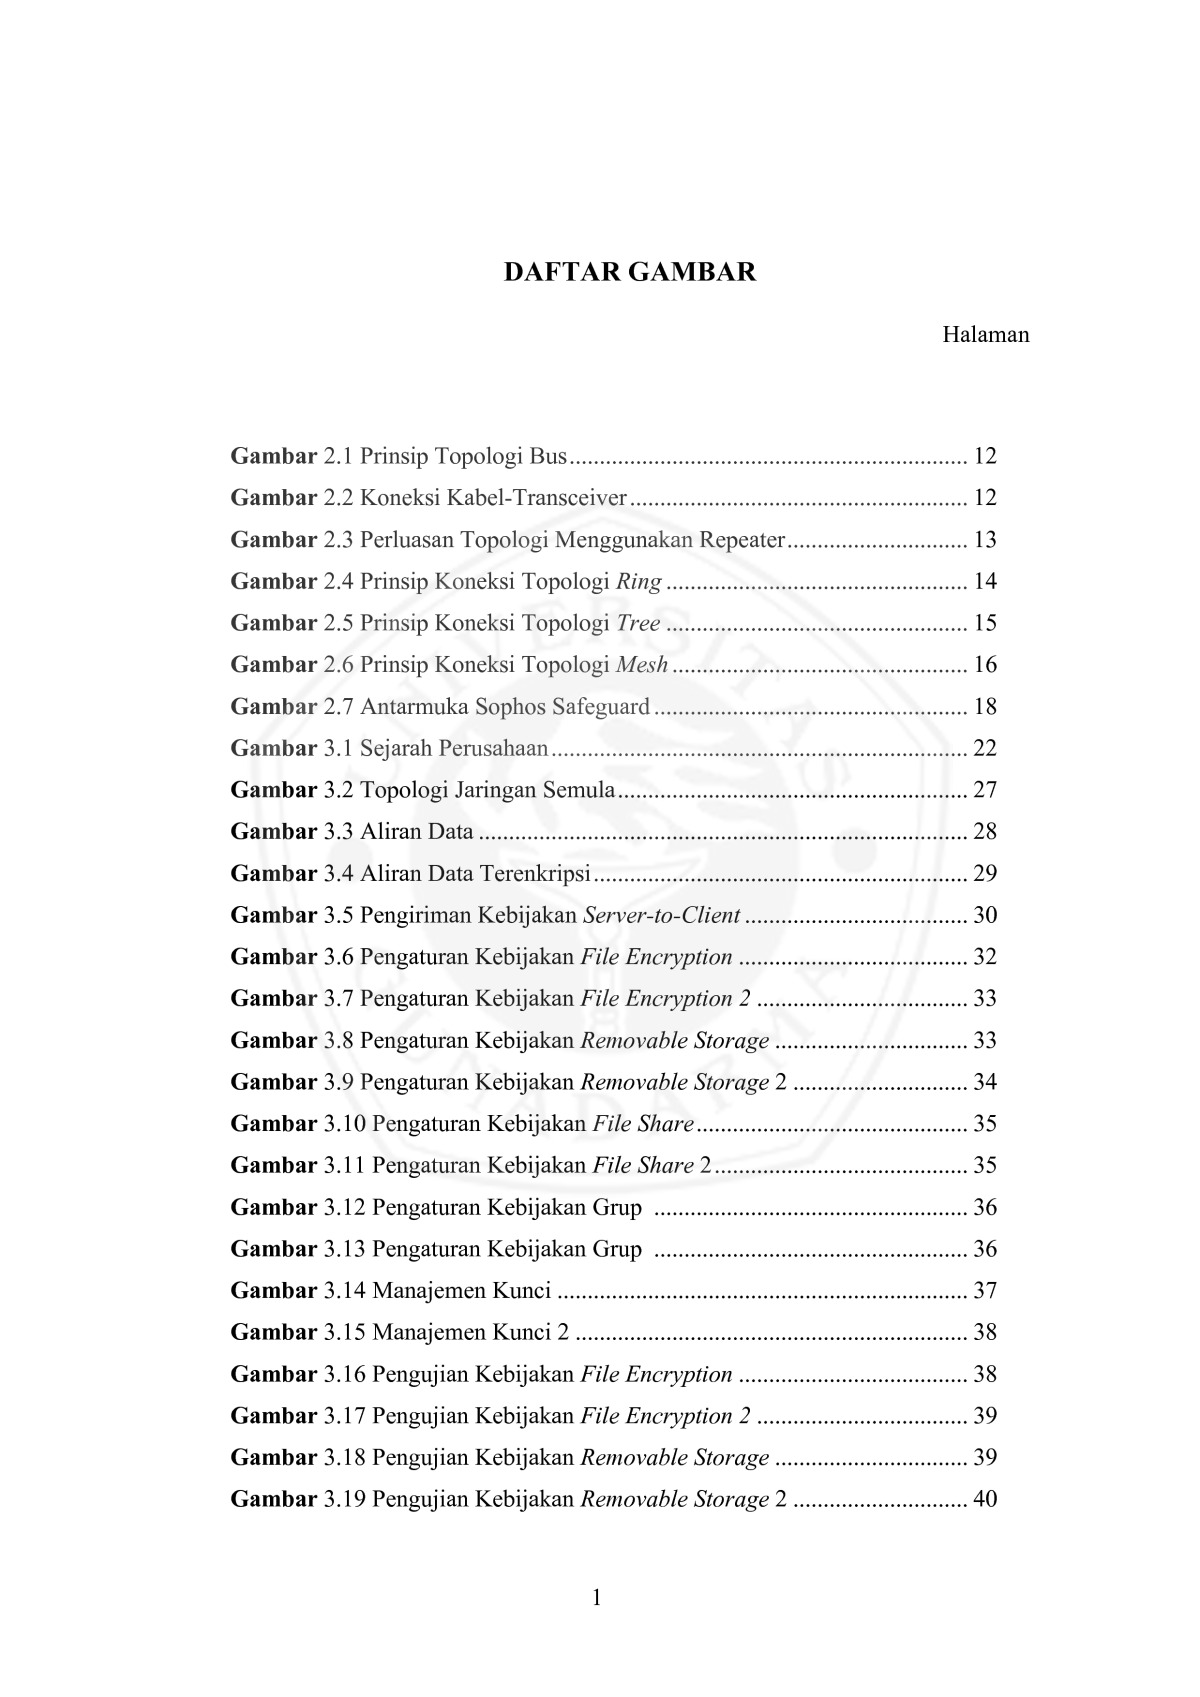 DAFTAR GAMBAR
Halaman
Gambar 2.1 Prinsip Topologi Bus.................................................................. 12
Gambar 2.2 Koneksi Kabel-Transceiver........................................................ 12
Gambar 2.3 Perluasan Topologi Menggunakan Repeater.............................. 13
Gambar 2.4 Prinsip Koneksi Topologi Ring .................................................. 14
Gambar 2.5 Prinsip Koneksi Topologi Tree .................................................. 15
Gambar 2.6 Prinsip Koneksi Topologi Mesh ................................................. 16
Gambar 2.7 Antarmuka Sophos Safeguard .................................................... 18
Gambar 3.1 Sejarah Perusahaan..................................................................... 22
Gambar 3.2 Topologi Jaringan Semula.......................................................... 27
Gambar 3.3 Aliran Data ................................................................................. 28
Gambar 3.4 Aliran Data Terenkripsi.............................................................. 29
Gambar 3.5 Pengiriman Kebijakan Server-to-Client ..................................... 30
Gambar 3.6 Pengaturan Kebijakan File Encryption ...................................... 32
Gambar 3.7 Pengaturan Kebijakan File Encryption 2 ................................... 33
Gambar 3.8 Pengaturan Kebijakan Removable Storage ................................ 33
Gambar 3.9 Pengaturan Kebijakan Removable Storage 2 ............................. 34
Gambar 3.10 Pengaturan Kebijakan File Share............................................. 35
Gambar 3.11 Pengaturan Kebijakan File Share 2.......................................... 35
Gambar 3.12 Pengaturan Kebijakan Grup .................................................... 36
Gambar 3.13 Pengaturan Kebijakan Grup .................................................... 36
Gambar 3.14 Manajemen Kunci .................................................................... 37
Gambar 3.15 Manajemen Kunci 2 ................................................................. 38
Gambar 3.16 Pengujian Kebijakan File Encryption ...................................... 38
Gambar 3.17 Pengujian Kebijakan File Encryption 2 ................................... 39
Gambar 3.18 Pengujian Kebijakan Removable Storage ................................ 39
Gambar 3.19 Pengujian Kebijakan Removable Storage 2 ............................. 40
UNIVERSITAS
GUNADARMA
1